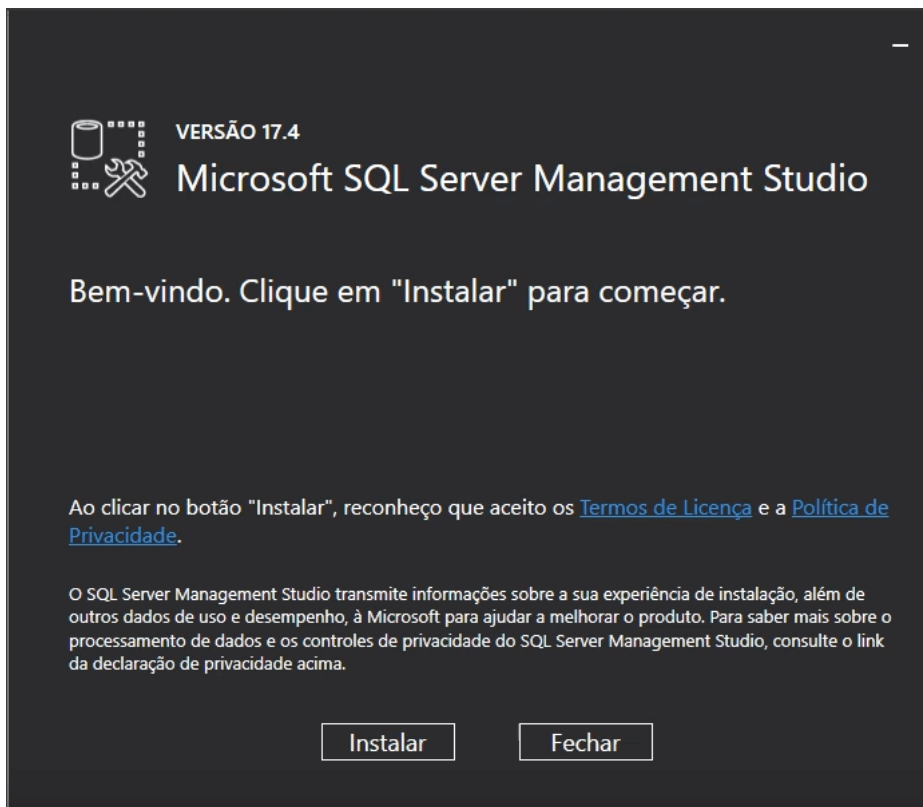 VERSÃO 17.4
Microsoft SQL Server Management Studio
Bem-vindo. Clique em "Instalar" para começar.
Ao clicar no botão "Instalar", reconheço que aceito os Termos de Licença e a Política de
Privacidade.
O SQL Server Management Studio transmite informações sobre a sua experiência de instalação, além de
outros dados de uso e desempenho, à Microsoft para ajudar a melhorar o produto. Para saber mais sobre o
processamento de dados e os controles de privacidade do SQL Server Management Studio, consulte o link
da declaração de privacidade acima.
Instalar Fechar